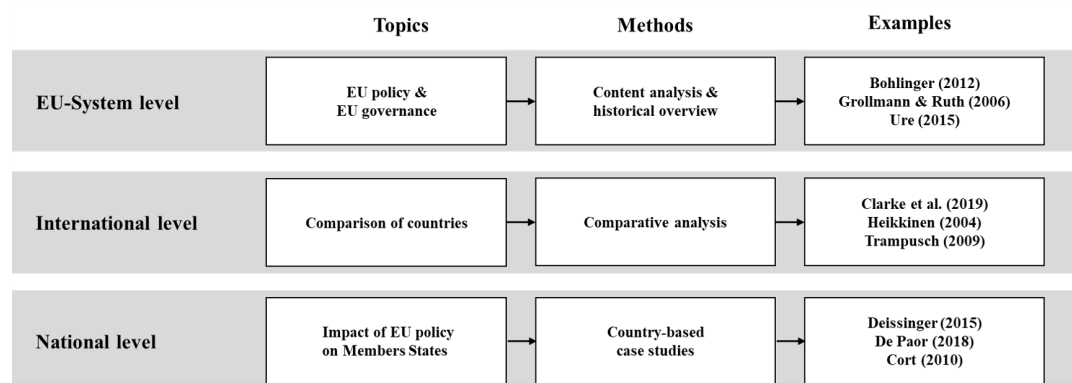 Topics
Methods
Examples
EU-System level
EU policy &
EU governance
Content analysis &
historical overview
Bohlinger (2012)
Grollmann & Ruth (2006)
Ure (2015)
International level
Comparison of countries
Comparative analysis
Clarke et al. (2019)
Heikkinen (2004)
Trampusch (2009)
National level
Impact of EU policy
on Members States
Country-based
case studies
Deissinger (2015)
De Paor (2018)
Cort (2010)